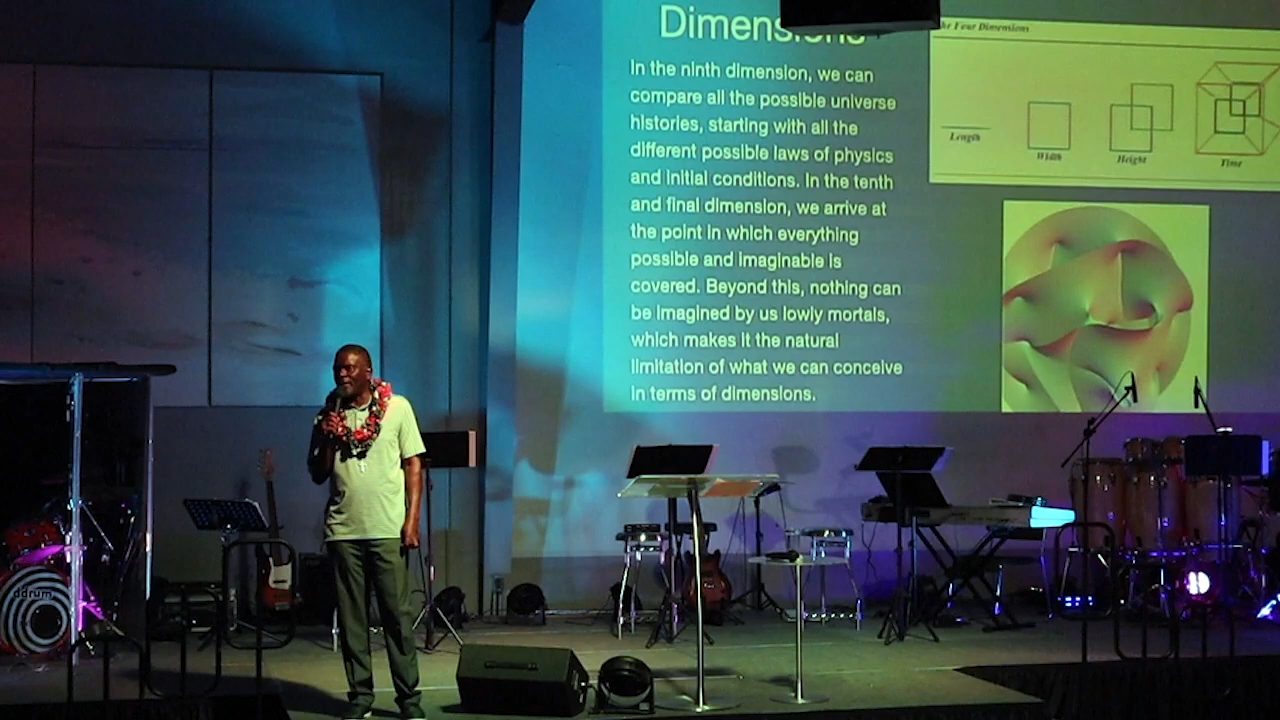 Dimensions
In the ninth dimension, we can
compare all the possible universe
histories, starting with all the
different possible laws of physics
and initial conditions. In the tenth
and final dimension, we arrive at
the point in which everything
possible and imaginable is
covered. Beyond this, nothing can
be imagined by us lowly mortals,
which makes it the natural
limitation of what we can conceive
in terms of dimensions.
he Four Dimensions
Length
Width
Height
Time
ddrum